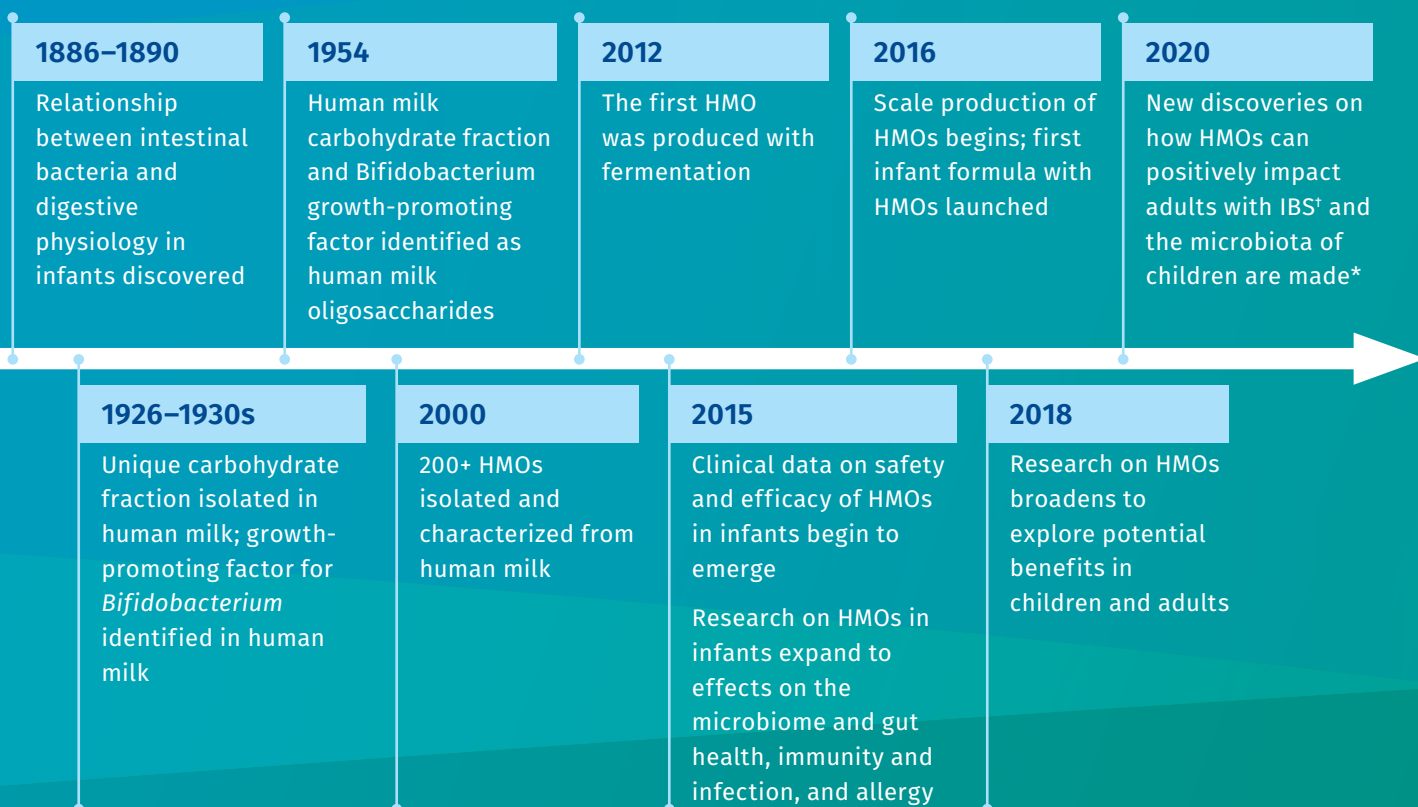 1886–1890
Relationship
between intestinal
bacteria and
digestive
physiology in
infants discovered
1954
Human milk
carbohydrate fraction
and Bifidobacterium
growth-promoting
factor identified as
human milk
oligosaccharides
2012
The first HMO
was produced with
fermentation
2016
Scale production of
HMOs begins; first
infant formula with
HMOs launched
2020
New discoveries on
how HMOs can
positively impact
adults with IBS† and
the microbiota of
children are made*
1926–1930s
Unique carbohydrate
fraction isolated in
human milk; growth-
promoting factor for
Bifidobacterium
identified in human
milk
2000
200+ HMOs
isolated and
characterized from
human milk
2015
Clinical data on safety
and efficacy of HMOs
in infants begin to
emerge
Research on HMOs in
infants expand to
effects on the
microbiome and gut
health, immunity and
infection, and allergy
2018
Research on HMOs
broadens to
explore potential
benefits in
children and adults